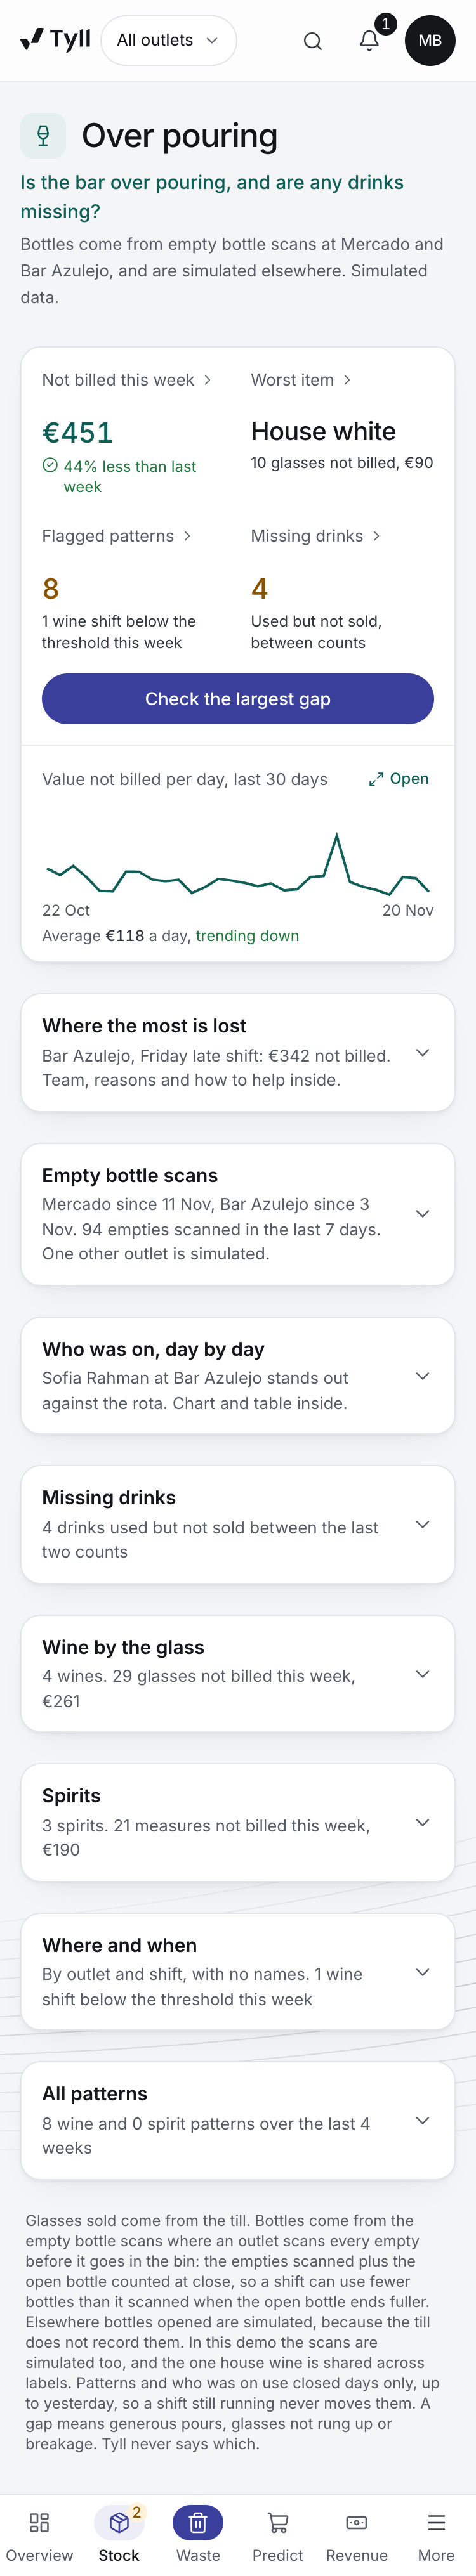 Tyll
All outlets
1
MB
Over pouring
Is the bar over pouring, and are any drinks
missing?
Bottles come from empty bottle scans at Mercado and
Bar Azulejo, and are simulated elsewhere. Simulated
data.
Not billed this week
€451
44% less than last
week
Worst item
House white
10 glasses not billed, €90
Flagged patterns
8
1 wine shift below the
threshold this week
Missing drinks
4
Used but not sold,
between counts
Check the largest gap
Value not billed per day, last 30 days
Open
22 Oct
20 Nov
Average €118 a day, trending down
Where the most is lost
Bar Azulejo, Friday late shift: €342 not billed.
Team, reasons and how to help inside.
Empty bottle scans
Mercado since 11 Nov, Bar Azulejo since 3
Nov. 94 empties scanned in the last 7 days.
One other outlet is simulated.
Who was on, day by day
Sofia Rahman at Bar Azulejo stands out
against the rota. Chart and table inside.
Missing drinks
4 drinks used but not sold between the last
two counts
Wine by the glass
4 wines. 29 glasses not billed this week,
€261
Spirits
3 spirits. 21 measures not billed this week,
€190
Where and when
By outlet and shift, with no names. 1 wine
shift below the threshold this week
All patterns
8 wine and 0 spirit patterns over the last 4
weeks
Glasses sold come from the till. Bottles come from the
empty bottle scans where an outlet scans every empty
before it goes in the bin: the empties scanned plus the
open bottle counted at close, so a shift can use fewer
bottles than it scanned when the open bottle ends fuller.
Elsewhere bottles opened are simulated, because the till
does not record them. In this demo the scans are
simulated too, and the one house wine is shared across
labels. Patterns and who was on use closed days only, up
to yesterday, so a shift still running never moves them. A
gap means generous pours, glasses not rung up or
breakage. Tyll never says which.
Overview
2
Stock
Waste
Predict
Revenue
More